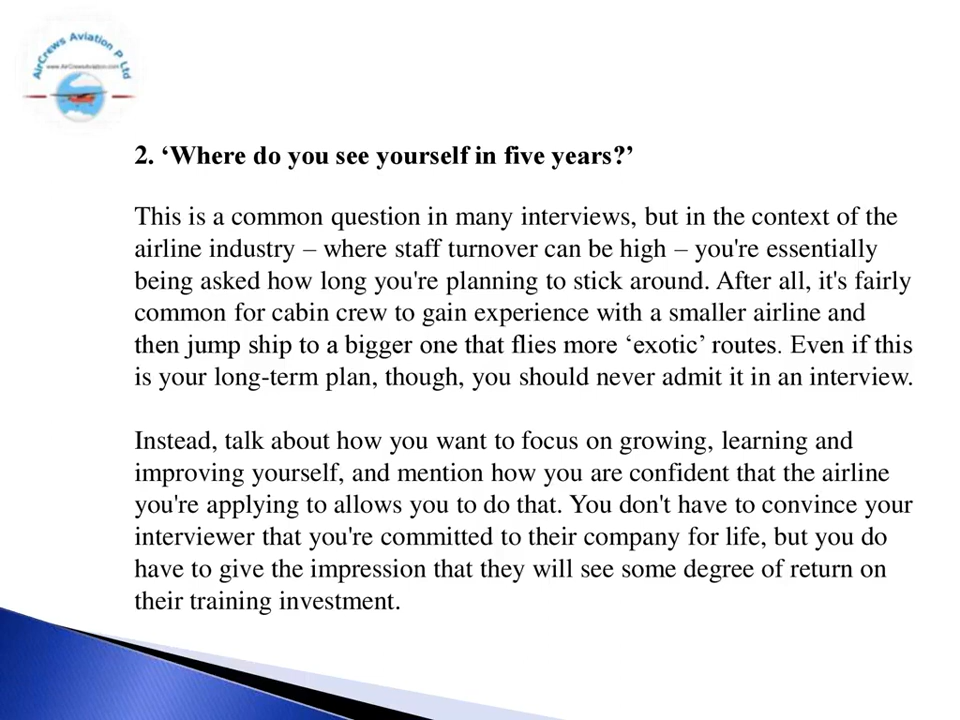 AirCrews Aviation P Ltd
www.AirCrewsAviation.com
2. ‘Where do you see yourself in five years?’
This is a common question in many interviews, but in the context of the
airline industry – where staff turnover can be high – you're essentially
being asked how long you're planning to stick around. After all, it's fairly
common for cabin crew to gain experience with a smaller airline and
then jump ship to a bigger one that flies more ‘exotic’ routes. Even if this
is your long-term plan, though, you should never admit it in an interview.
Instead, talk about how you want to focus on growing, learning and
improving yourself, and mention how you are confident that the airline
you're applying to allows you to do that. You don't have to convince your
interviewer that you're committed to their company for life, but you do
have to give the impression that they will see some degree of return on
their training investment.